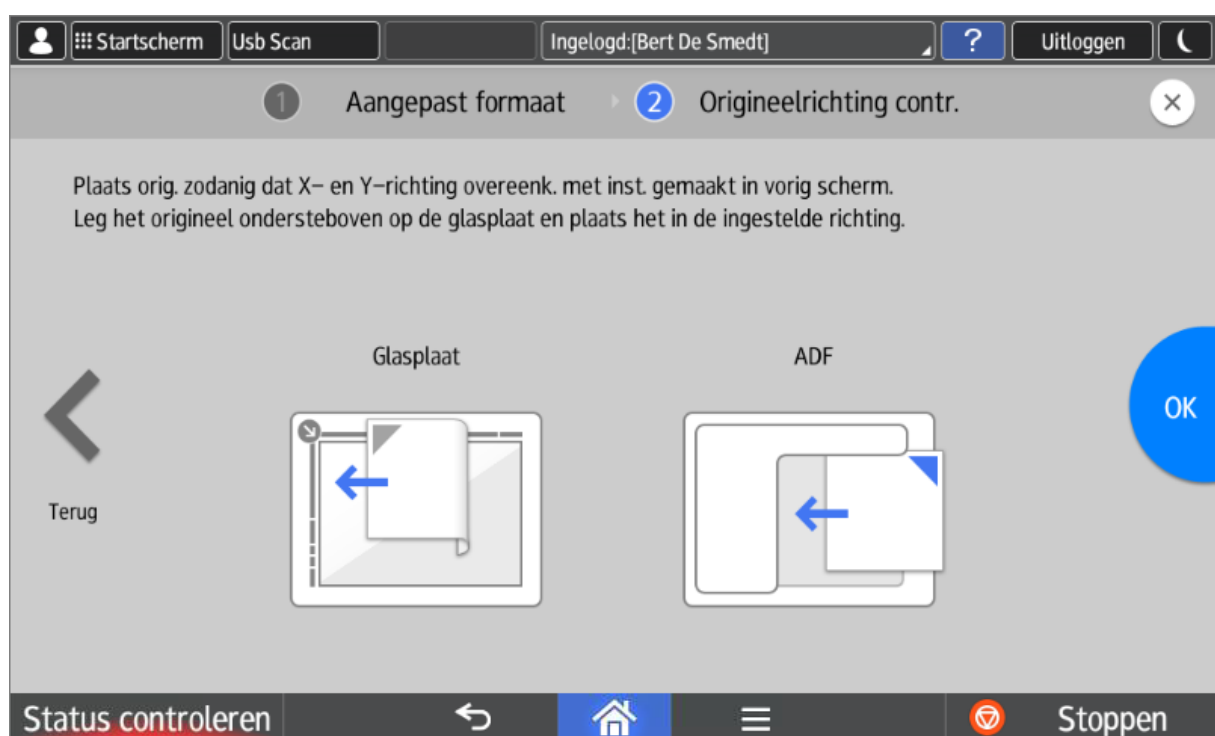 Startscherm Usb Scan Ingelogd:[Bert De Smedt] ? Uitloggen
1 Aangepast formaat 2 Origineelrichting contr.
Plaats orig. zodanig dat X- en Y-richting overeenk. met inst. gemaakt in vorig scherm.
Leg het origineel ondersteboven op de glasplaat en plaats het in de ingestelde richting.
Glasplaat ADF
OK
Terug
Status controleren Stoppen